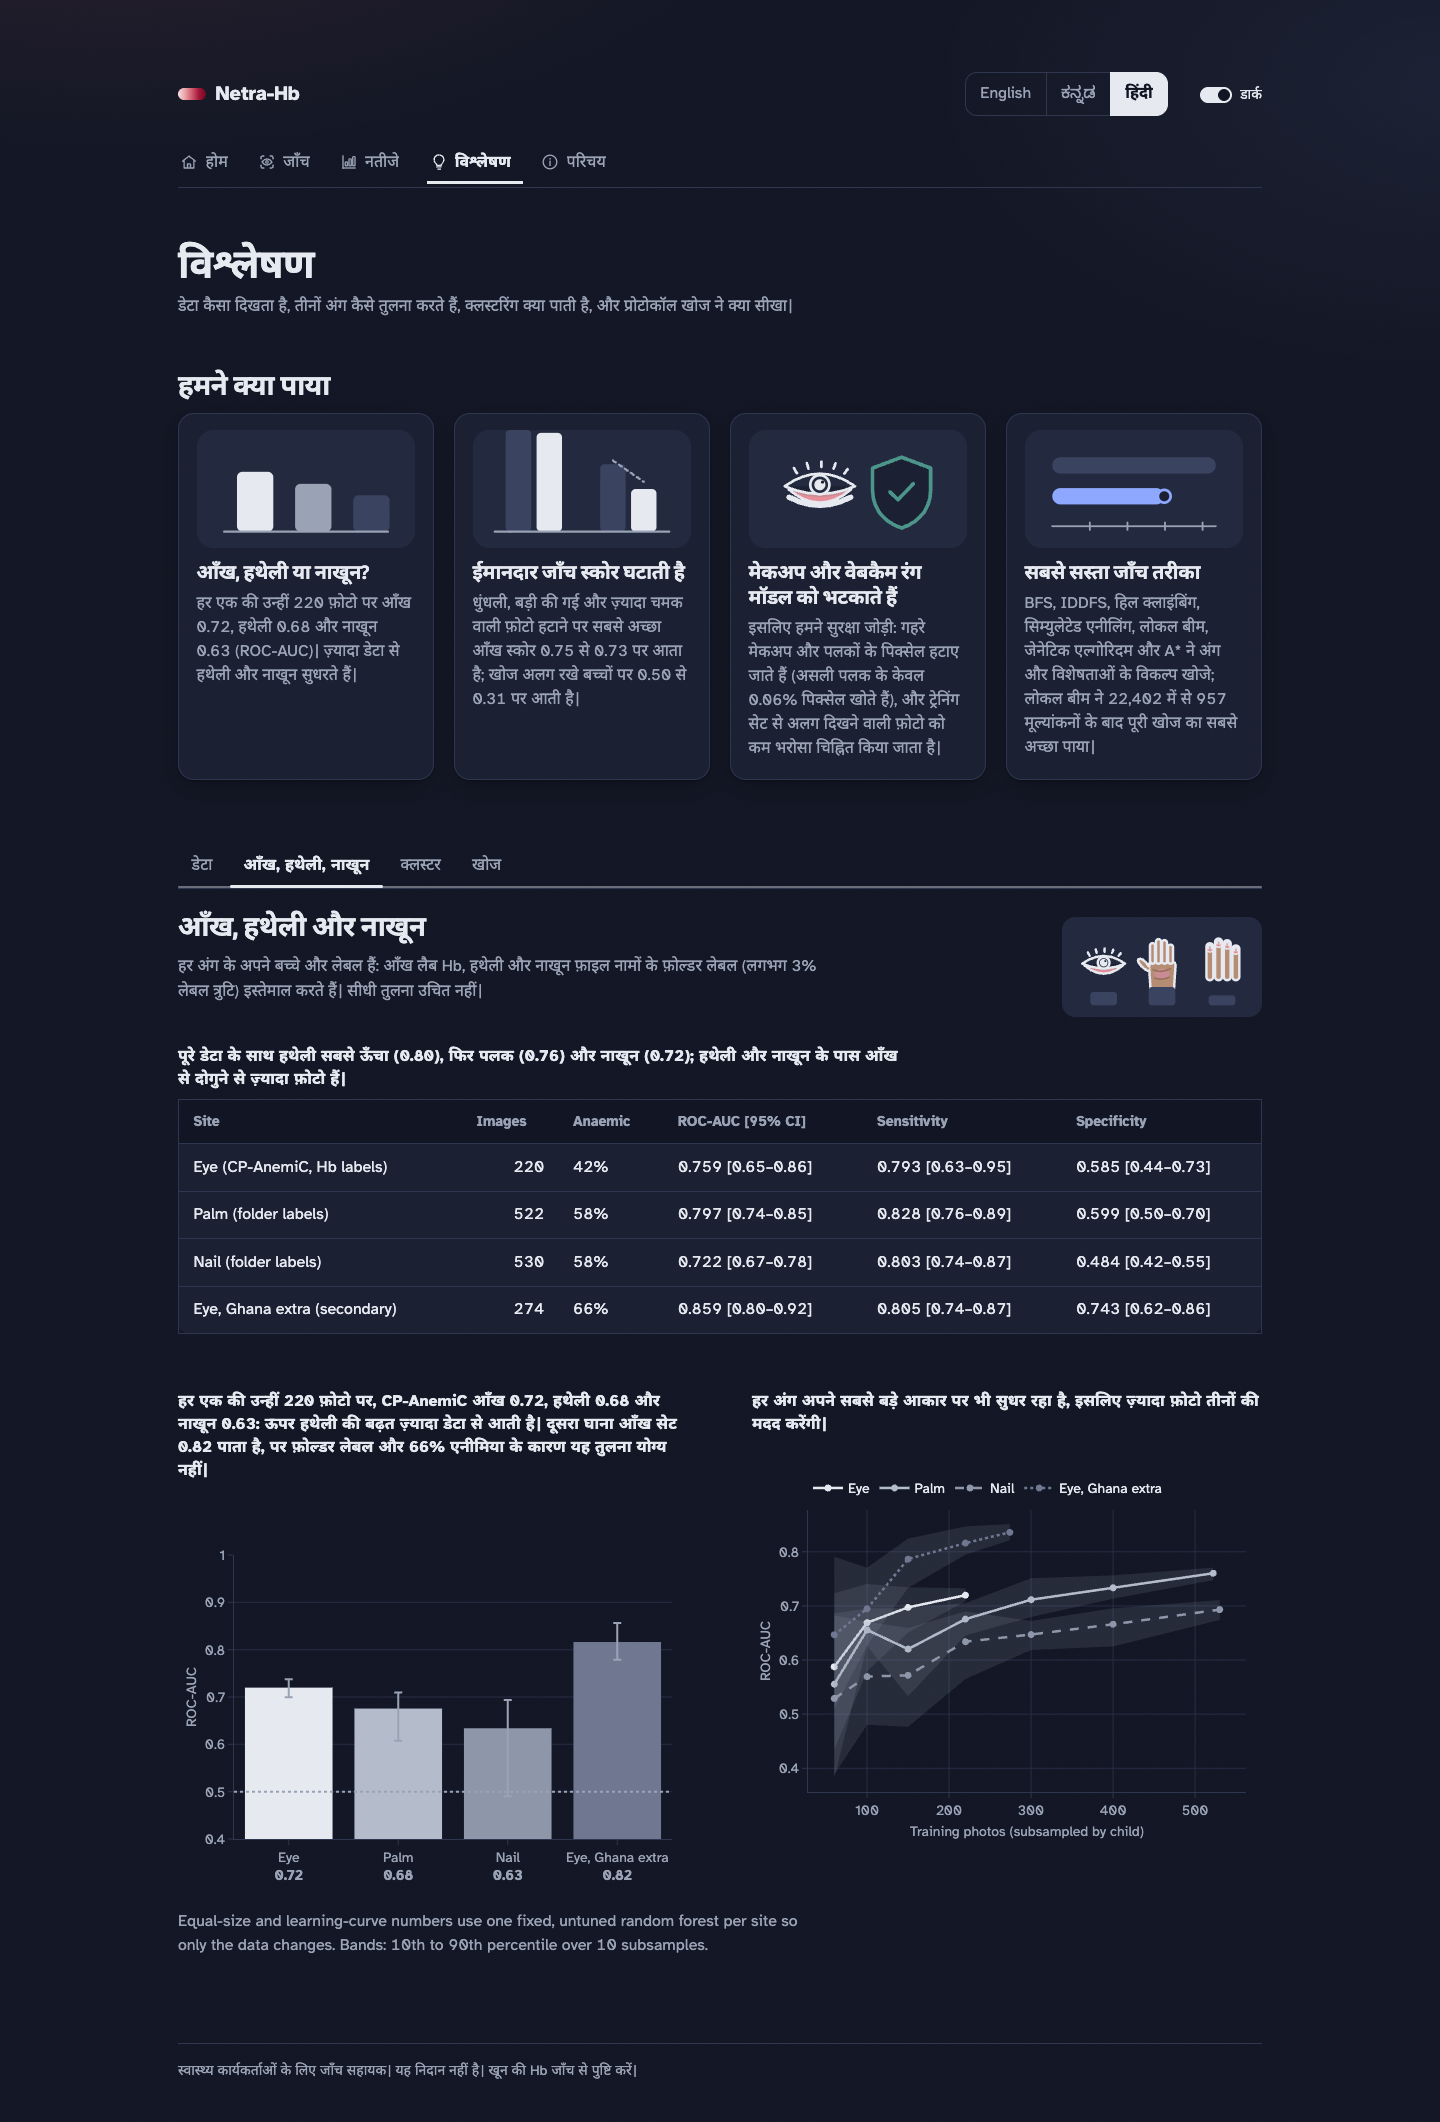 Netra-Hb
English
ಕನ್ನಡ
हिंदी
डार्क
होम
जाँच
नतीजे
विश्लेषण
परिचय
विश्लेषण
डेटा कैसा दिखता है, तीनों अंग कैसे तुलना करते हैं, क्लस्टरिंग क्या पाती है, और प्रोटोकॉल खोज ने क्या सीखा|
हमने क्या पाया
आँख, हथेली या नाखून?
हर एक की उन्हीं 220 फ़ोटो पर आँख
0.72, हथेली 0.68 और नाखून
0.63 (ROC-AUC)| ज़्यादा डेटा से
हथेली और नाखून सुधरते हैं|
ईमानदार जाँच स्कोर घटाती है
धुंधली, बड़ी की गई और ज़्यादा चमक
वाली फ़ोटो हटाने पर सबसे अच्छा
आँख स्कोर 0.75 से 0.73 पर आता
है; खोज अलग रखे बच्चों पर 0.50 से
0.31 पर आती है|
मेकअप और वेबकैम रंग
मॉडल को भटकाते हैं
इसलिए हमने सुरक्षा जोड़ी: गहरे
मेकअप और पलकों के पिक्सेल हटाए
जाते हैं (असली पलक के केवल
0.06% पिक्सेल खोते हैं), और ट्रेनिंग
सेट से अलग दिखने वाली फ़ोटो को
कम भरोसा चिह्नित किया जाता है|
सबसे सस्ता जाँच तरीका
BFS, IDDFS, हिल क्लाइंबिंग,
सिम्युलेटेड एनीलिंग, लोकल बीम,
जेनेटिक एल्गोरिदम और A* ने अंग
और विशेषताओं के विकल्प खोजे;
लोकल बीम ने 22,402 में से 957
मूल्यांकनों के बाद पूरी खोज का सबसे
अच्छा पाया|
डेटा
आँख, हथेली, नाखून
क्लस्टर
खोज
आँख, हथेली और नाखून
हर अंग के अपने बच्चे और लेबल हैं: आँख लैब Hb, हथेली और नाखून फ़ाइल नामों के फ़ोल्डर लेबल (लगभग 3%
लेबल त्रुटि) इस्तेमाल करते हैं| सीधी तुलना उचित नहीं|
पूरे डेटा के साथ हथेली सबसे ऊँचा (0.80), फिर पलक (0.76) और नाखून (0.72); हथेली और नाखून के पास आँख
से दोगुने से ज़्यादा फ़ोटो हैं|
Site Images Anaemic ROC-AUC [95% CI] Sensitivity Specificity
Eye (CP-AnemiC, Hb labels) 220 42% 0.759 [0.65–0.86] 0.793 [0.63–0.95] 0.585 [0.44–0.73]
Palm (folder labels) 522 58% 0.797 [0.74–0.85] 0.828 [0.76–0.89] 0.599 [0.50–0.70]
Nail (folder labels) 530 58% 0.722 [0.67–0.78] 0.803 [0.74–0.87] 0.484 [0.42–0.55]
Eye, Ghana extra (secondary) 274 66% 0.859 [0.80–0.92] 0.805 [0.74–0.87] 0.743 [0.62–0.86]
हर एक की उन्हीं 220 फ़ोटो पर, CP-AnemiC आँख 0.72, हथेली 0.68 और
नाखून 0.63: ऊपर हथेली की बढ़त ज़्यादा डेटा से आती है| दूसरा घाना आँख सेट
0.82 पाता है, पर फ़ोल्डर लेबल और 66% एनीमिया के कारण यह तुलना योग्य
नहीं|
1
0.9
0.8
0.7
0.6
0.5
0.4
ROC-AUC
Eye Palm Nail Eye, Ghana extra
0.72 0.68 0.63 0.82
हर अंग अपने सबसे बड़े आकार पर भी सुधर रहा है, इसलिए ज़्यादा फ़ोटो तीनों की
मदद करेंगी|
Eye Palm Nail Eye, Ghana extra
0.8
0.7
0.6
0.5
0.4
ROC-AUC
100 200 300 400 500
Training photos (subsampled by child)
Equal-size and learning-curve numbers use one fixed, untuned random forest per site so
only the data changes. Bands: 10th to 90th percentile over 10 subsamples.
स्वास्थ्य कार्यकर्ताओं के लिए जाँच सहायक| यह निदान नहीं है| खून की Hb जाँच से पुष्टि करें|